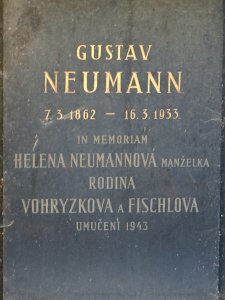 GUSTAV
NEUMANN
7.3.1862 — 16.3.1933.
IN MEMORIAM
HELENA NEUMANNOVÁ MANŽELKA
RODINA
VOHRYZKOVA A FISCHLOVA
UMUČENI 1943